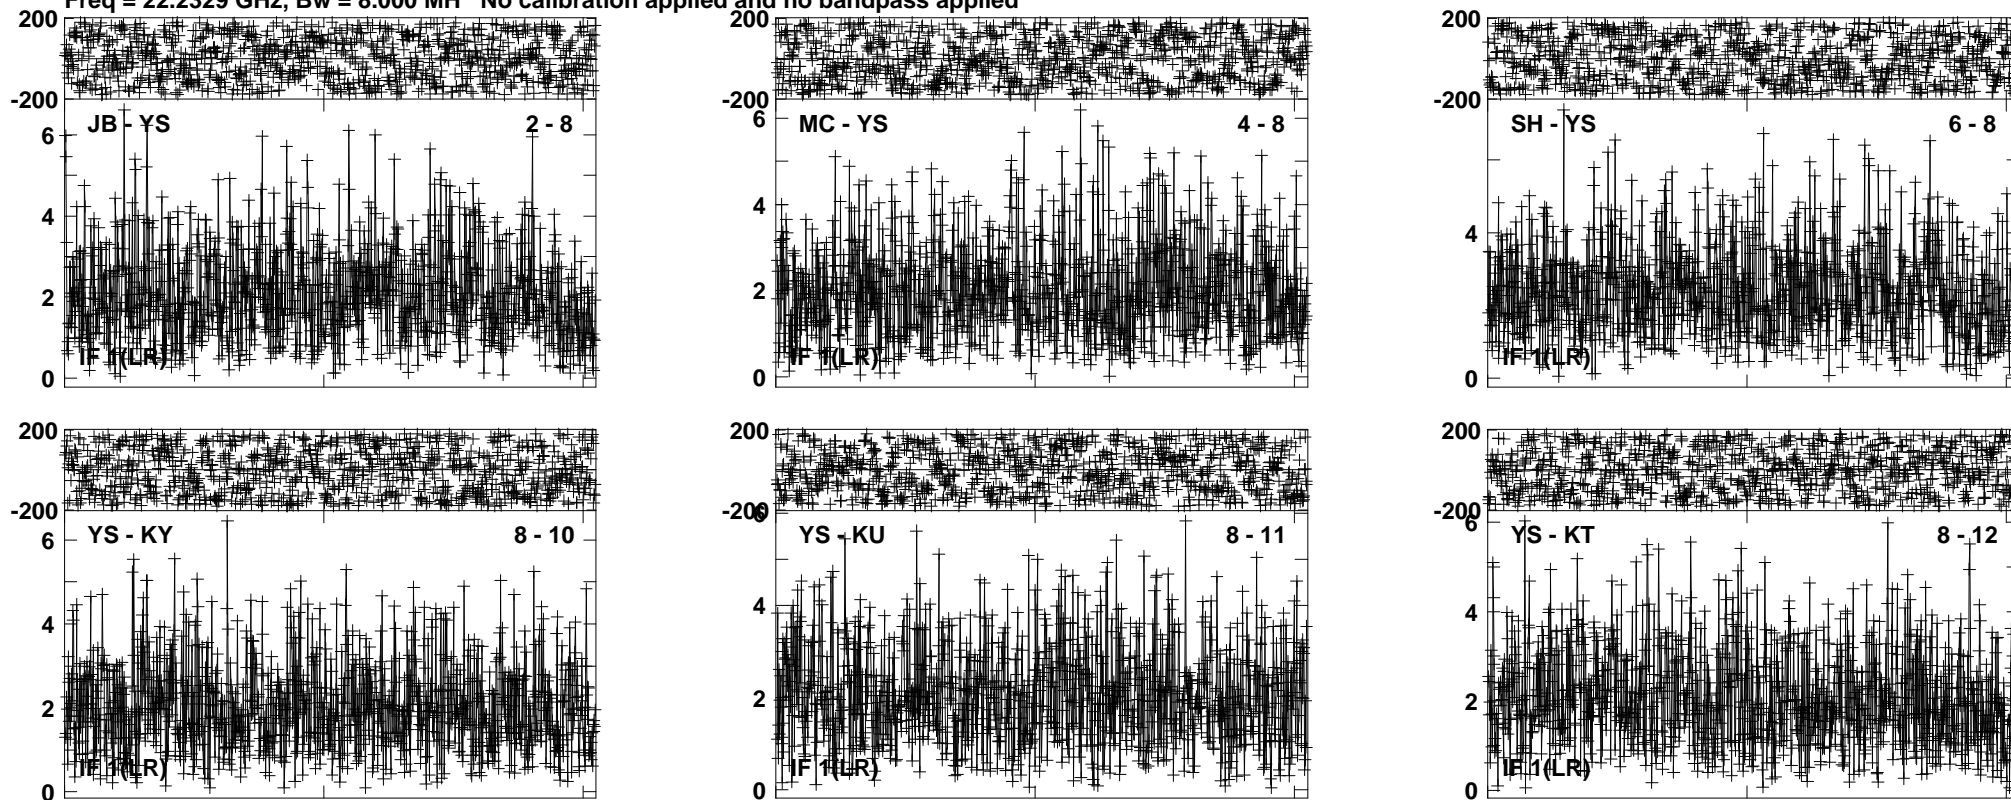 Freq = 22.2329 GHz, Bw = 8.000 MH No calibration applied and no bandpass applied
200
-200
JB - YS 2 - 8
6
4
2
IF 1(LR)
0
200
-200
MC - YS 4 - 8
6
4
2
IF 1(LR)
0
200
-200
SH - YS 6 - 8
4
IF 1(LR)
0
200
-200
YS - KY 8 - 10
6
4
2
IF 1(LR)
0
200
-200
6
YS - KU 8 - 11
4
2
IF 1(LR)
0
200
-200
6
YS - KT 8 - 12
4
2
IF 1(LR)
0